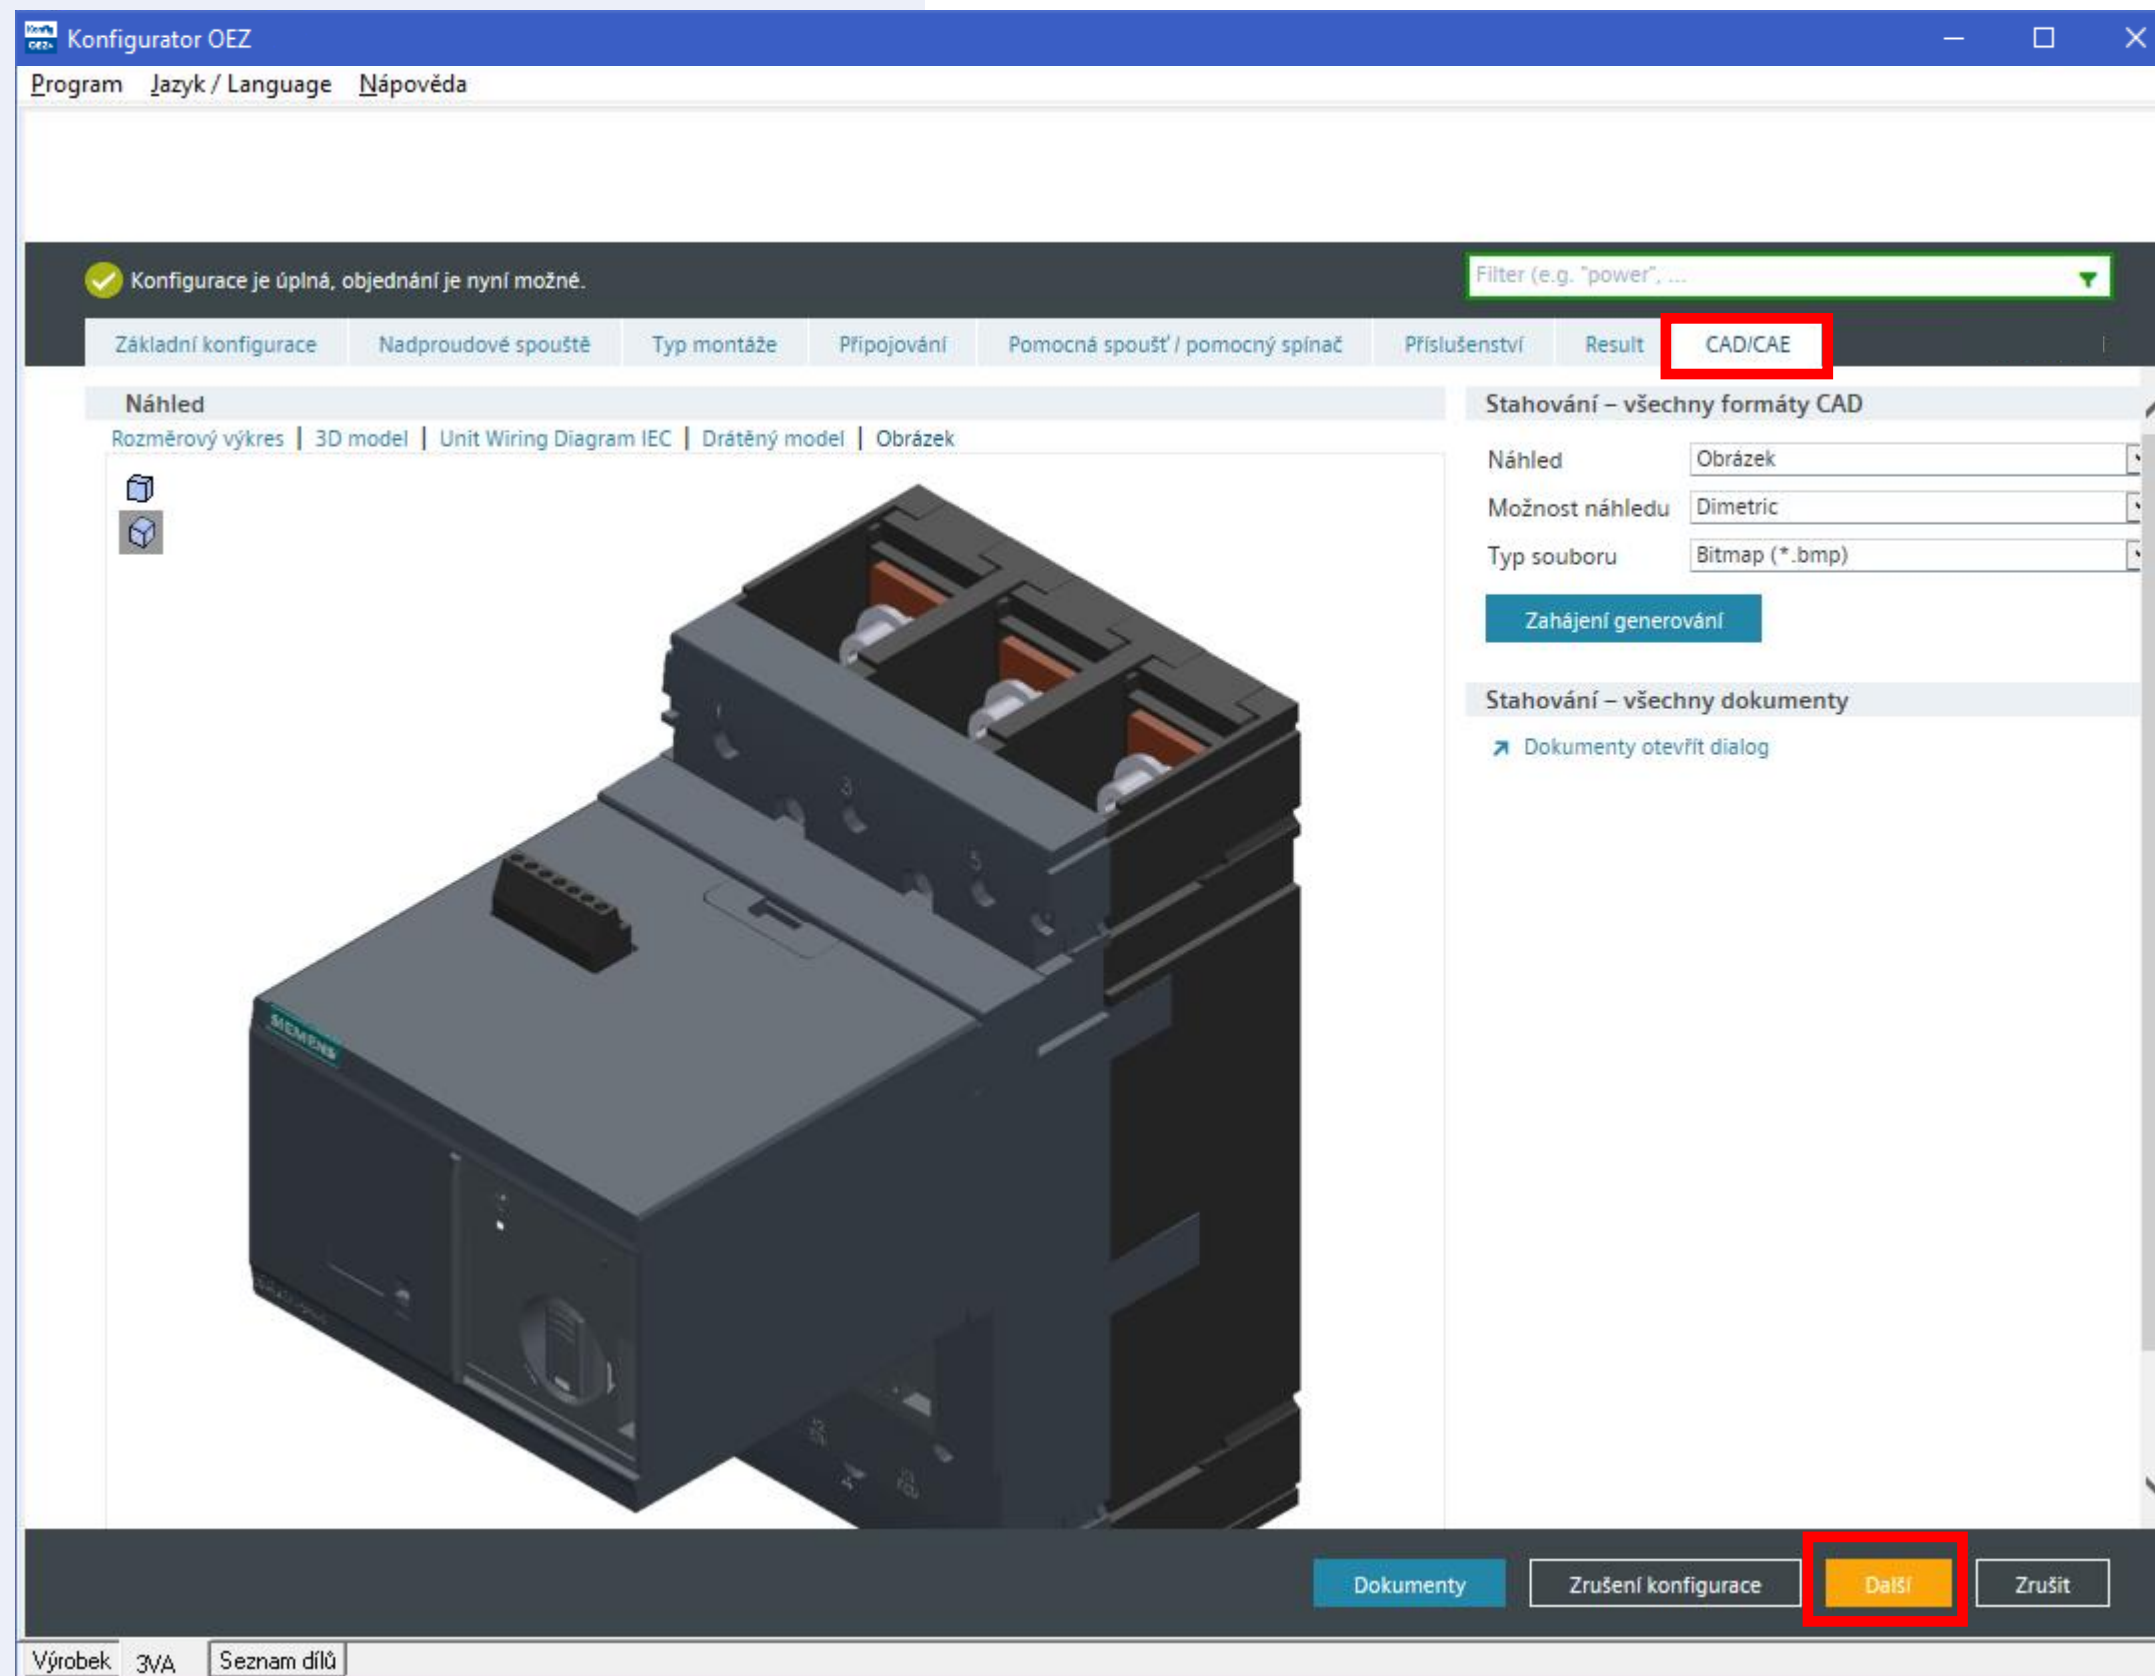 Konfigurator OEZ
Program Jazyk / Language Nápověda
Konfigurace je úplná, objednání je nyní možné.
Filter (e.g. "power", ...
Základní konfigurace Nadproudové spouště Typ montáže Připojování Pomocná spoušť / pomocný spínač Příslušenství Result CAD/CAE
Náhled
Rozměrový výkres | 3D model | Unit Wiring Diagram IEC | Drátěný model | Obrázek
Stahování – všechny formáty CAD
Náhled Obrázek
Možnost náhledu Dimetric
Typ souboru Bitmap (*.bmp)
Zahájení generování
Stahování – všechny dokumenty
Dokumenty otevřít dialog
1
3
5
SIEMENS
Dokumenty Zrušení konfigurace Další Zrušit
Výrobek 3VA Seznam dílů